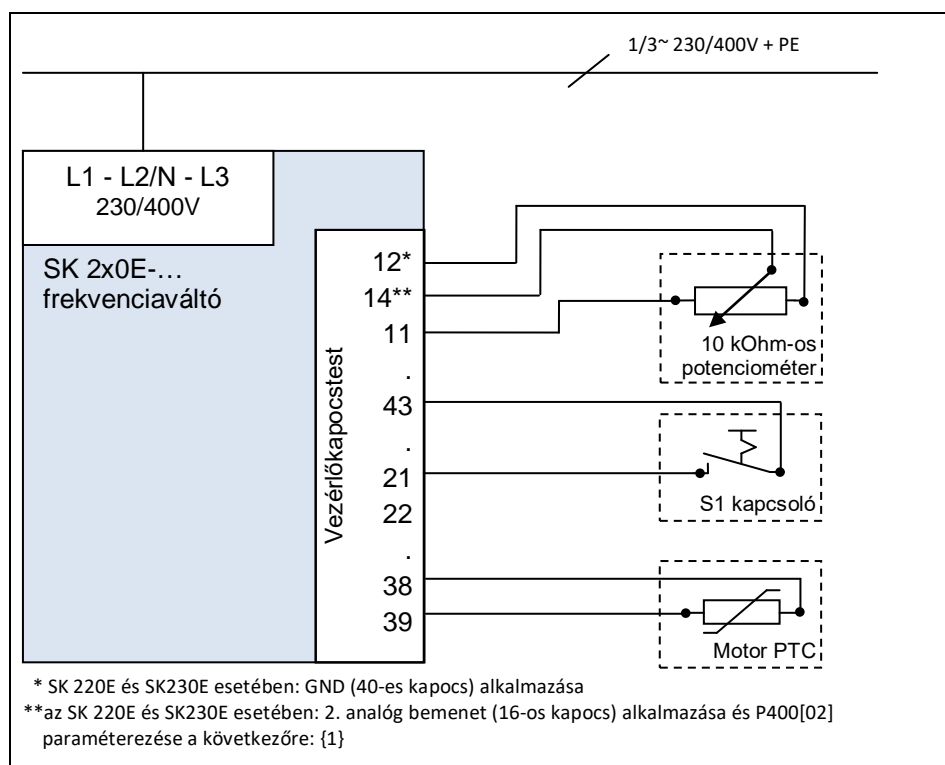 1/3~ 230/400V + PE
L1 - L2/N - L3
230/400V
SK 2x0E-…
frekvenciaváltó
Vezérlőkapocstest
12*
14**
11
.
43
.
21
22
.
38
39
10 kOhm-os
potenciométer
S1 kapcsoló
Motor PTC
* SK 220E és SK230E esetében: GND (40-es kapocs) alkalmazása
**az SK 220E és SK230E esetében: 2. analóg bemenet (16-os kapocs) alkalmazása és P400[02]
paraméterezése a következőre: {1}